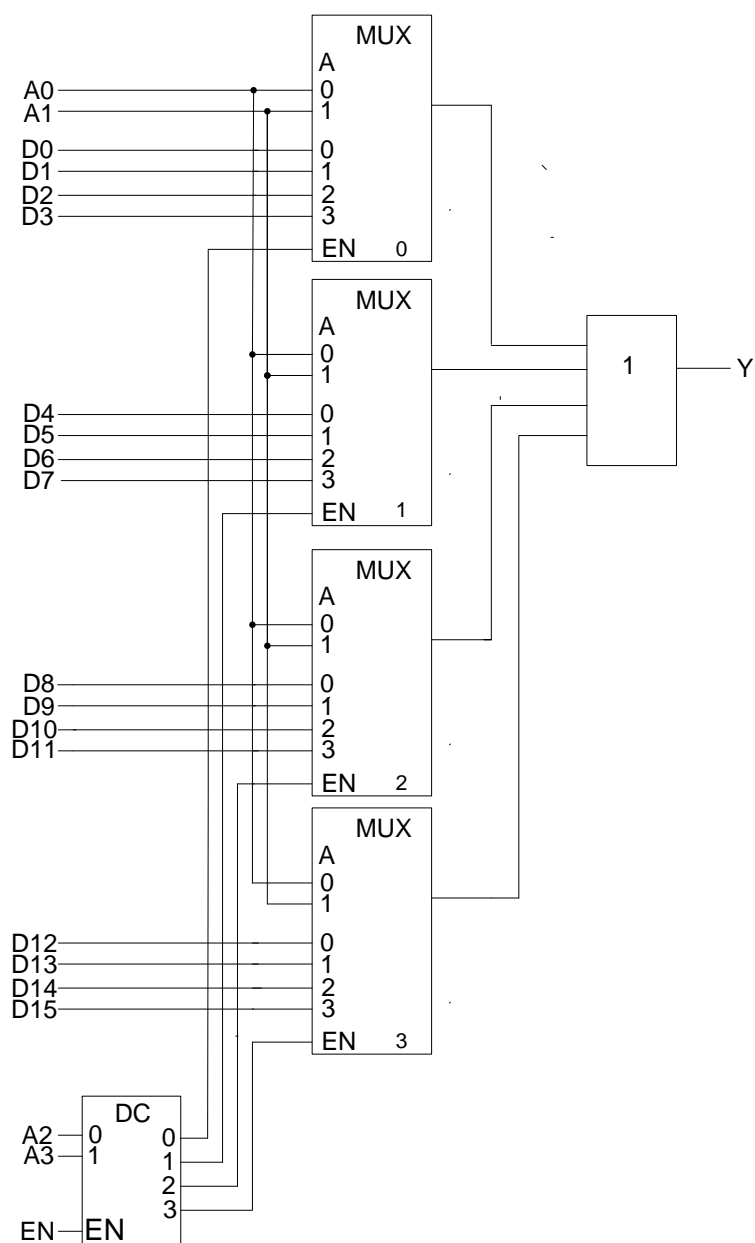 MUX
A
A0 0
A1 1
D0 0
D1 1
D2 2
D3 3
EN 0
MUX
A
0
1
1 Y
D4 0
D5 1
D6 2
D7 3
EN 1
MUX
A
0
1
D8 0
D9 1
D10 2
D11 3
EN 2
MUX
A
0
1
D12 0
D13 1
D14 2
D15 3
EN 3
DC
A2 0 0
A3 1 1
2
3
EN EN